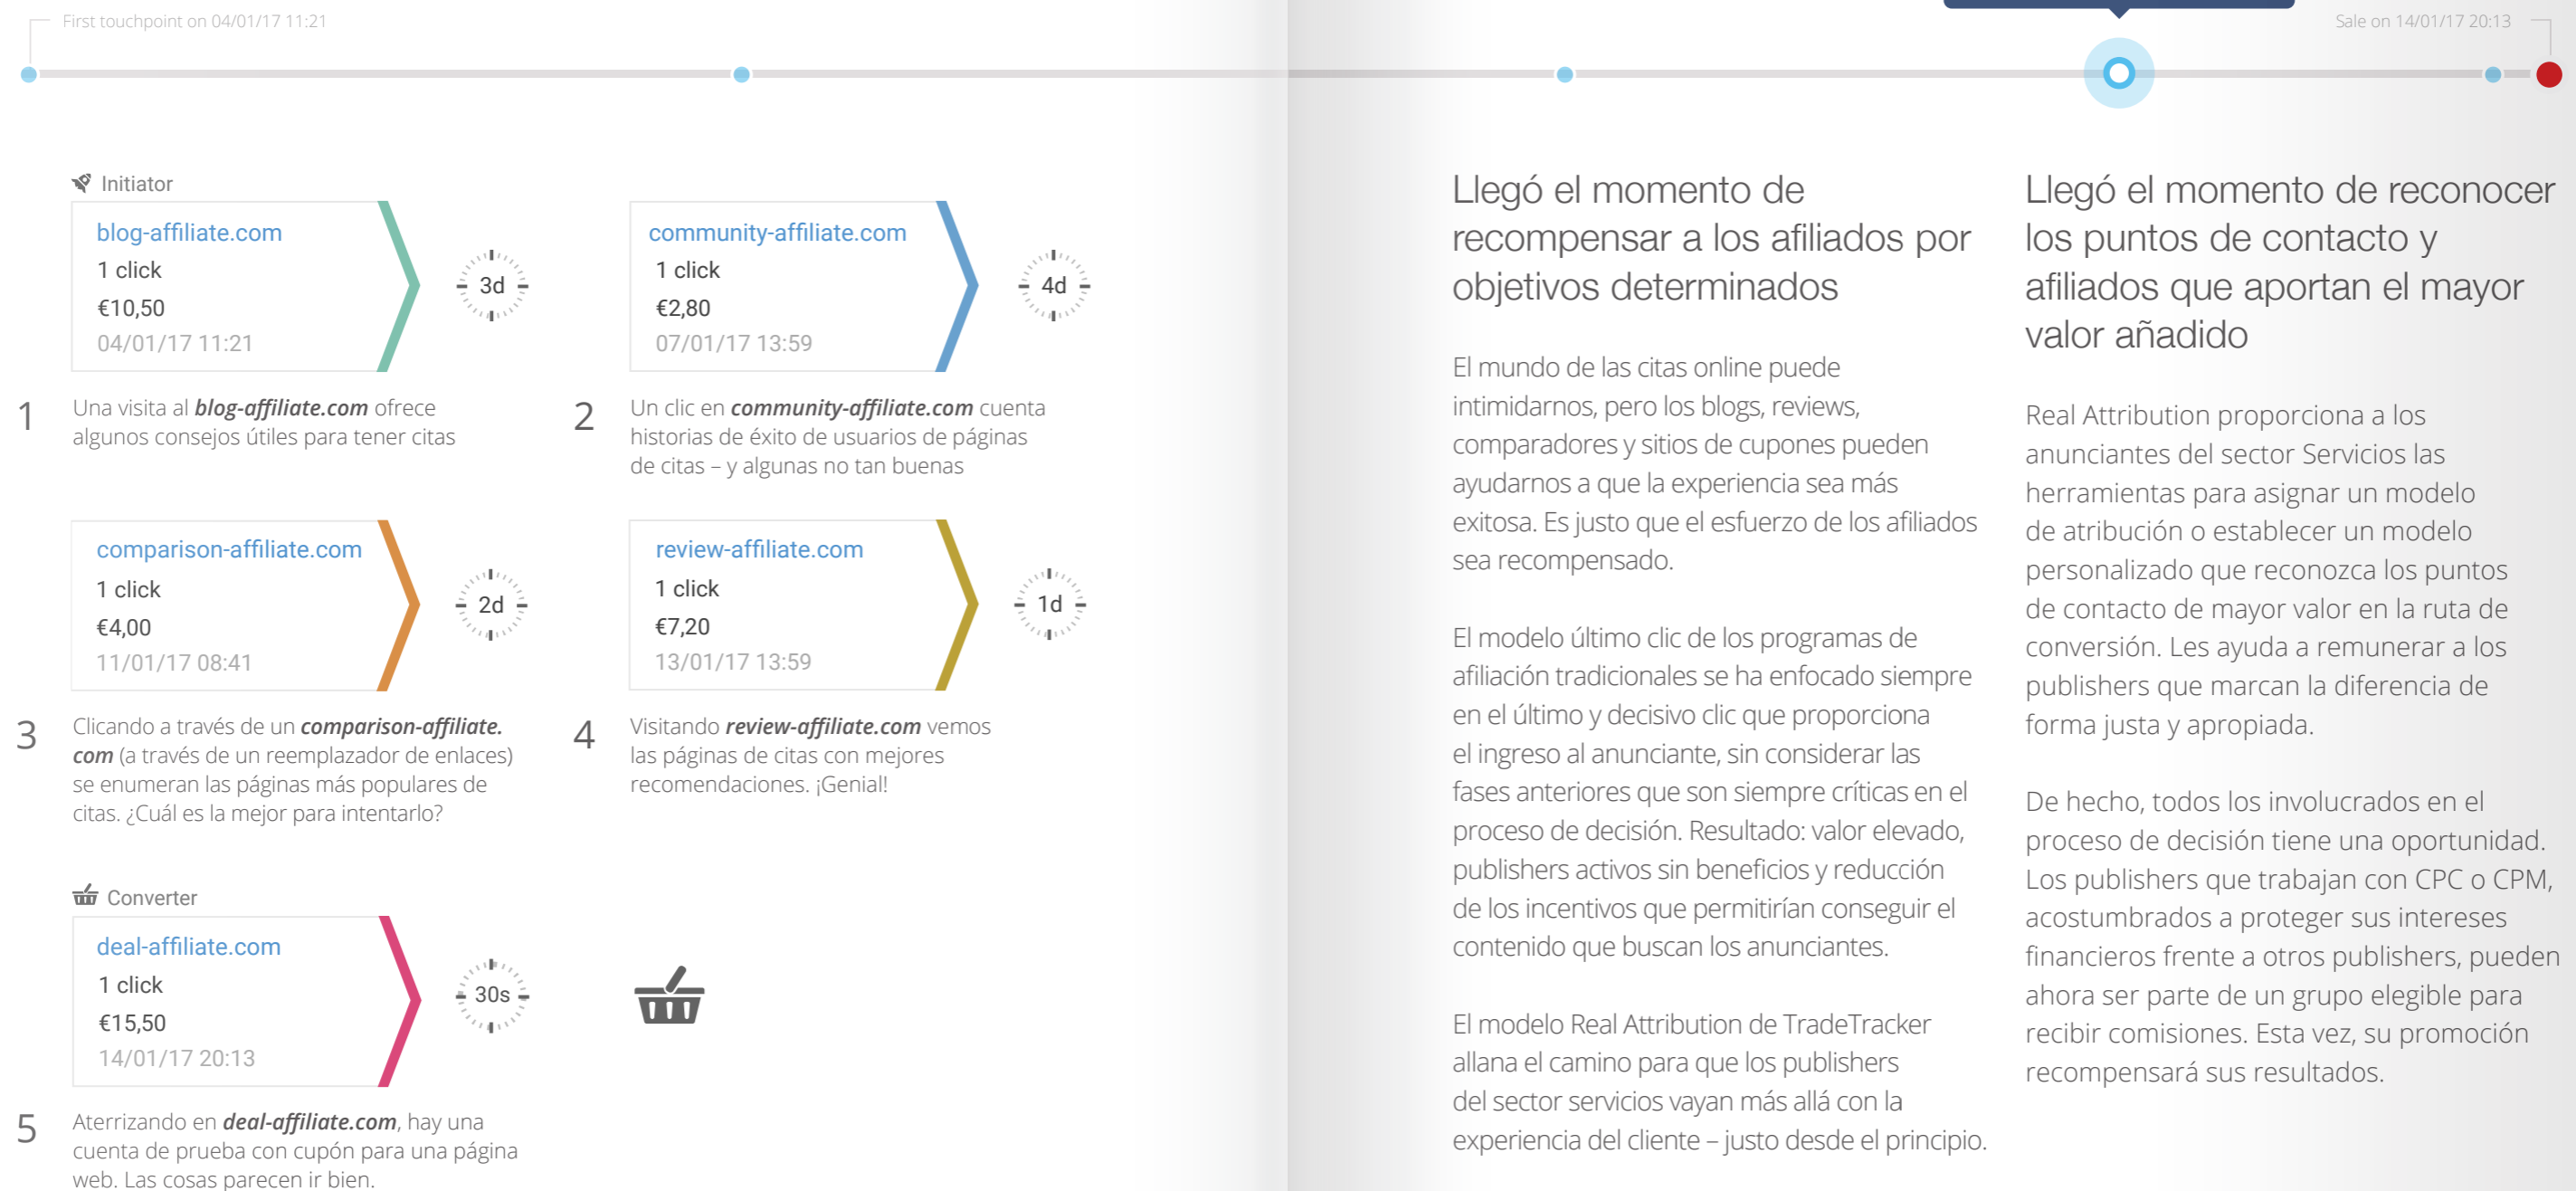 First touchpoint on 04/01/17 11:21
Sale on 14/01/17 20:13
Initiator
blog-affiliate.com
1 click
€10,50
04/01/17 11:21
3d
1
Una visita al blog-affiliate.com ofrece
algunos consejos útiles para tener citas
community-affiliate.com
1 click
€2,80
07/01/17 13:59
4d
2
Un clic en community-affiliate.com cuenta
historias de éxito de usuarios de páginas
de citas – y algunas no tan buenas
comparison-affiliate.com
1 click
€4,00
11/01/17 08:41
2d
3
Clicando a través de un comparison-affiliate.
com (a través de un reemplazador de enlaces)
se enumeran las páginas más populares de
citas. ¿Cuál es la mejor para intentarlo?
review-affiliate.com
1 click
€7,20
13/01/17 13:59
1d
4
Visitando review-affiliate.com vemos
las páginas de citas con mejores
recomendaciones. ¡Genial!
Converter
deal-affiliate.com
1 click
€15,50
14/01/17 20:13
30s
5
Aterrizando en deal-affiliate.com, hay una
cuenta de prueba con cupón para una página
web. Las cosas parecen ir bien.
Llegó el momento de
recompensar a los afiliados por
objetivos determinados
El mundo de las citas online puede
intimidarnos, pero los blogs, reviews,
comparadores y sitios de cupones pueden
ayudarnos a que la experiencia sea más
exitosa. Es justo que el esfuerzo de los afiliados
sea recompensado.
El modelo último clic de los programas de
afiliación tradicionales se ha enfocado siempre
en el último y decisivo clic que proporciona
el ingreso al anunciante, sin considerar las
fases anteriores que son siempre críticas en el
proceso de decisión. Resultado: valor elevado,
publishers activos sin beneficios y reducción
de los incentivos que permitirían conseguir el
contenido que buscan los anunciantes.
El modelo Real Attribution de TradeTracker
allana el camino para que los publishers
del sector servicios vayan más allá con la
experiencia del cliente – justo desde el principio.
Llegó el momento de reconocer
los puntos de contacto y
afiliados que aportan el mayor
valor añadido
Real Attribution proporciona a los
anunciantes del sector Servicios las
herramientas para asignar un modelo
de atribución o establecer un modelo
personalizado que reconozca los puntos
de contacto de mayor valor en la ruta de
conversión. Les ayuda a remunerar a los
publishers que marcan la diferencia de
forma justa y apropiada.
De hecho, todos los involucrados en el
proceso de decisión tiene una oportunidad.
Los publishers que trabajan con CPC o CPM,
acostumbrados a proteger sus intereses
financieros frente a otros publishers, pueden
ahora ser parte de un grupo elegible para
recibir comisiones. Esta vez, su promoción
recompensará sus resultados.